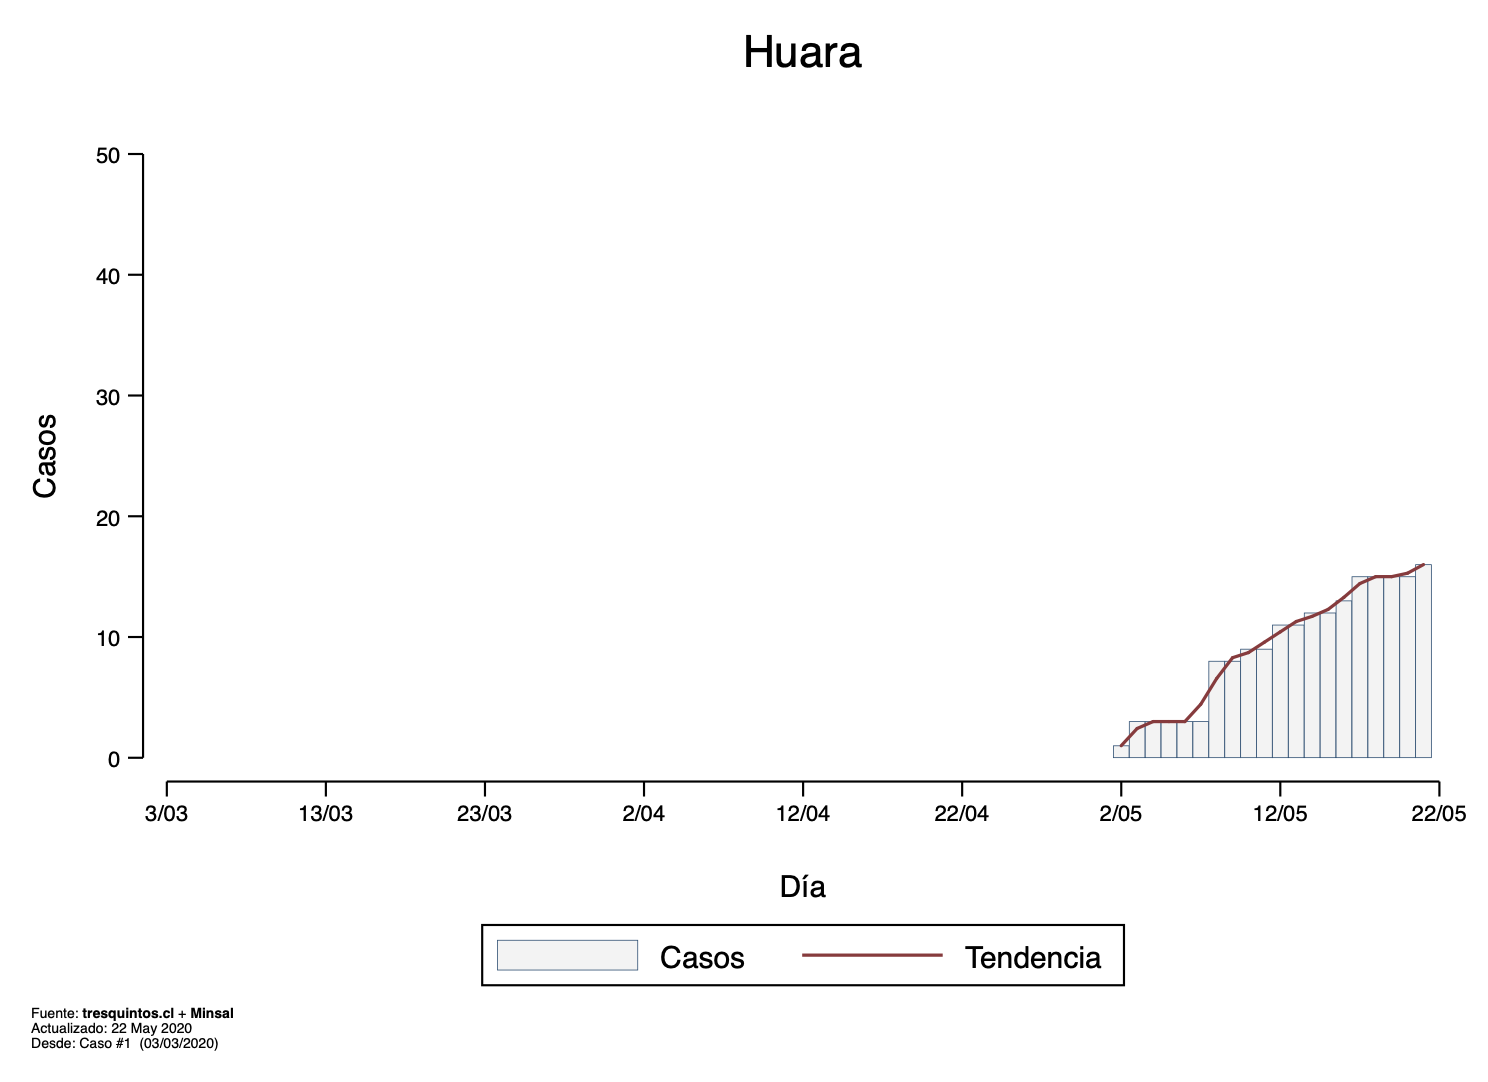 Huara
50
40
30
20
10
0
Casos
3/03 13/03 23/03 2/04 12/04 22/04 2/05 12/05 22/05
Día
Casos Tendencia
Fuente: tresquintos.cl + Minsal
Actualizado: 22 May 2020
Desde: Caso #1 (03/03/2020)